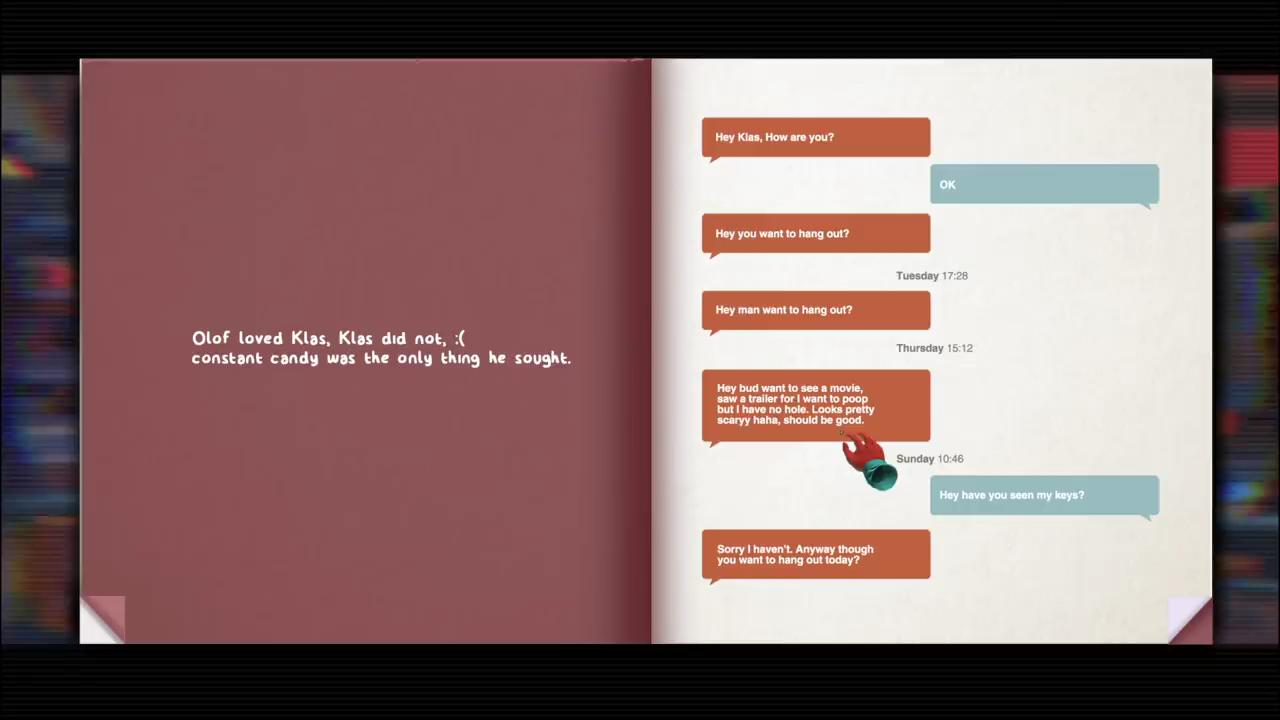 Olof loved Klas, Klas did not, :(
constant candy was the only thing he sought.
Hey Klas, How are you?
OK
Hey you want to hang out?
Tuesday 17:28
Hey man want to hang out?
Thursday 15:12
Hey bud want to see a movie,
saw a trailer for I want to poop
but I have no hole. Looks pretty
scaryy haha, should be good.
Sunday 10:46
Hey have you seen my keys?
Sorry I haven't. Anyway though
you want to hang out today?